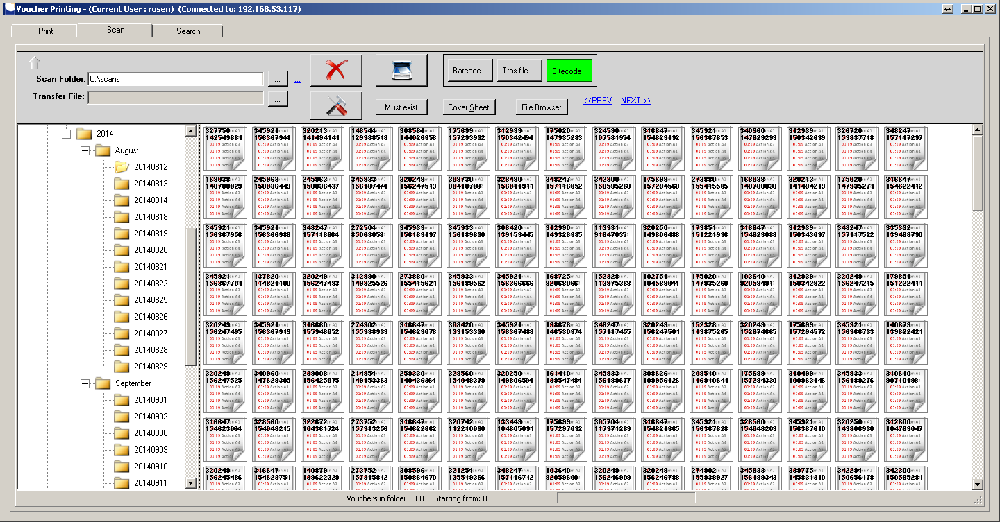 Voucher Printing - (Current User : rosen) (Connected to: 192.168.53.117)
Print Scan Search
Scan Folder: C:\scans ... ...
Transfer File: ...
Barcode Tras file Sitecode
Must exist Cover Sheet File Browser <<PREV NEXT >>
2014
August
20140812
20140813
20140814
20140818
20140819
20140820
20140821
20140822
20140825
20140826
20140827
20140828
20140829
September
20140901
20140902
20140908
20140909
20140910
20140911
327750 345921 320213 148544 308584 175699 312939 175020 324590 316647 345921 340960 312939 326720 348247
142549861 156367944 141494141 129388518 144026958 157293932 150342494 147935283 107581954 154623192 156367853 147629299 150342639 153837718 157117297
168038 245963 245963 345933 320249 308730 328480 348247 342300 175699 273880 168038 320213 175020 316647
140708029 150036449 150036437 156187474 156247513 88410780 156811911 157116852 150595268 157294560 155415505 140708030 141494219 147935271 154622412
345921 345921 348247 272504 345933 345933 308420 312990 113931 320250 179851 316647 312939 348247 335332
156367956 156366988 157116864 85063058 156189197 156189630 139153445 149326385 91847035 149806486 151221996 154623088 150343097 157117522 139488790
345921 137820 320249 312990 273880 345933 345921 168725 152328 102751 175020 103640 312939 320249 179851
156367701 114821100 156247483 149325526 155415621 156189562 156366666 92068066 113875368 104588044 147935260 92059491 150342822 156247215 151222411
320249 345921 316660 274902 316647 308420 345921 138678 348247 320249 152328 320249 175699 345921 140879
156247495 156367919 155948052 155938939 154623076 139153330 156367488 146530974 157117455 156247501 113875265 152874665 157294572 156366733 139622421
320249 340960 239008 214954 259330 328560 320250 161410 345933 308626 209510 175699 310499 345933 310610
156247525 147629305 156425075 149153363 140436364 154048379 149806504 139547484 156189677 109956126 116910641 157294330 100963146 156189276 90710198
316647 328560 322672 273752 316647 320742 133449 175699 305704 316647 345921 328560 345921 320250 312800
154623064 154048215 104361724 157313256 154622862 112210090 104605091 157297032 117371269 154621365 156367828 154048203 156367610 149806930 104783047
320249 316647 140879 273752 308596 321254 348247 103640 320249 320249 274902 345933 339775 342294 342300
156245486 154623751 139622329 157315812 150864670 135519366 157116712 92059600 156246909 156246788 155938927 156189343 145831310 150656178 150595281
Vouchers in folder: 500 Starting from: 0